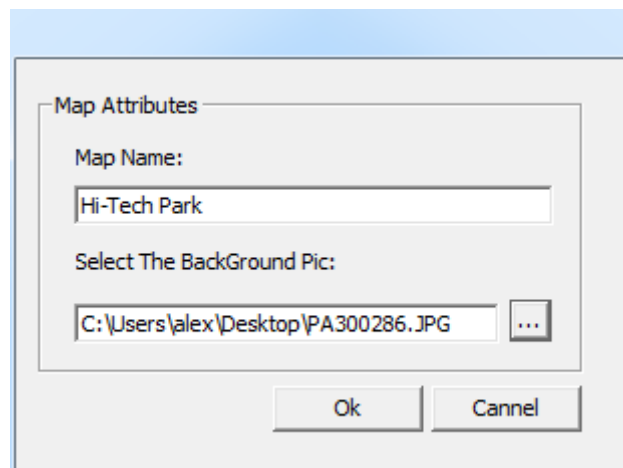 Map Attributes
Map Name:
Hi-Tech Park
Select The BackGround Pic:
C:\Users\alex\Desktop\PA300286.JPG
...
Ok Cannel